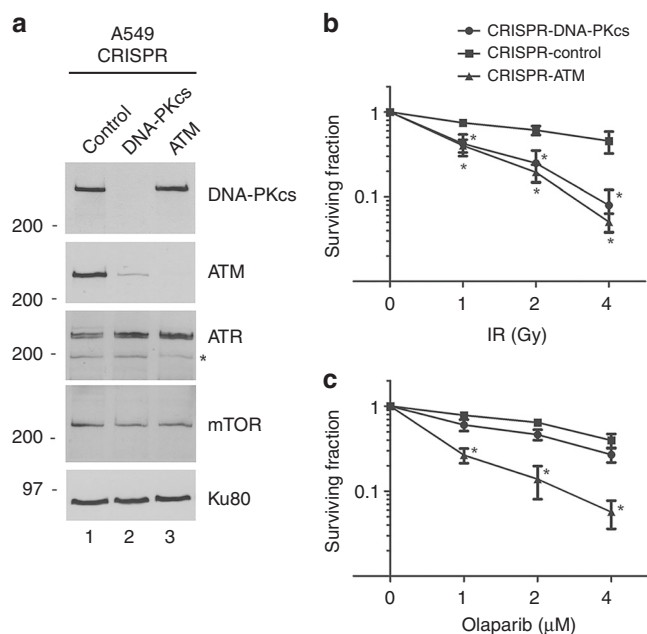 a
A549
CRISPR
Control
DNA-PKcs
ATM
DNA-PKcs
200 -
ATM
200 -
ATR
200 -
*
mTOR
200 -
97 -
Ku80
1 2 3
b
CRISPR-DNA-PKcs
CRISPR-control
CRISPR-ATM
Surviving fraction
1
0.1
* * *
* * *
0 1 2 4
IR (Gy)
c
Surviving fraction
1
0.1
* * *
0 1 2 4
Olaparib (μM)